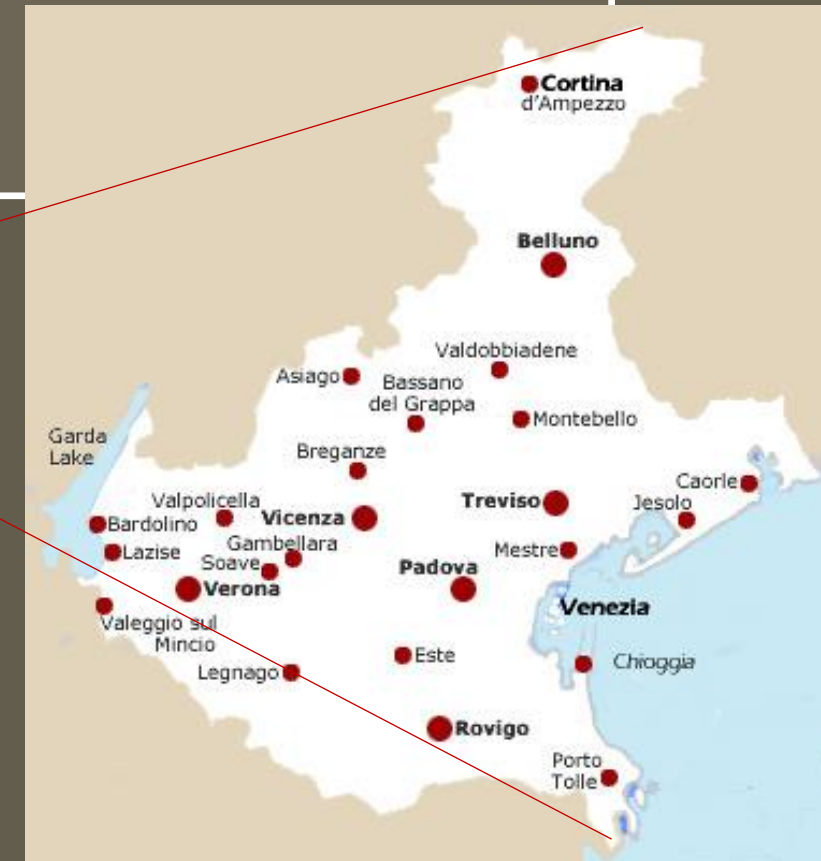 Cortina
d'Ampezzo
Belluno
Valdobbiadene
Asiago
Bassano
del Grappa
Montebello
Garda
Lake
Breganze
Caorle
Valpolicella
Vicenza
Treviso
Jesolo
Bardolino
Gambellara
Mestre
Lazise
Soave
Padova
Verona
Venezia
Valeggio sul
Mincio
Este
Chioggia
Legnago
Rovigo
Porto
Tolle